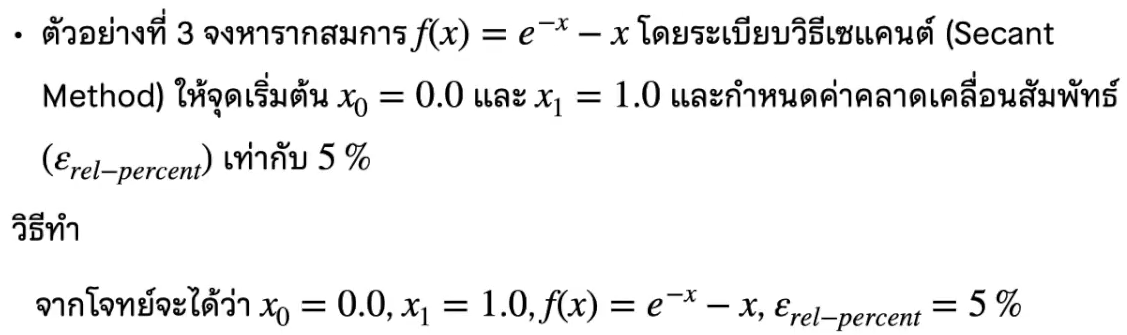 • ตัวอย่างที่ 3 จงหารากสมการ f(x) = e^{-x} − x โดยระเบียบวิธีเซแคนต์ (Secant
Method) ให้จุดเริ่มต้น x_0 = 0.0 และ x_1 = 1.0 และกำหนดค่าคลาดเคลื่อนสัมพัทธ์
(ε_{rel−percent}) เท่ากับ 5 %
วิธีทำ
จากโจทย์จะได้ว่า x_0 = 0.0, x_1 = 1.0, f(x) = e^{-x} − x, ε_{rel−percent} = 5 %